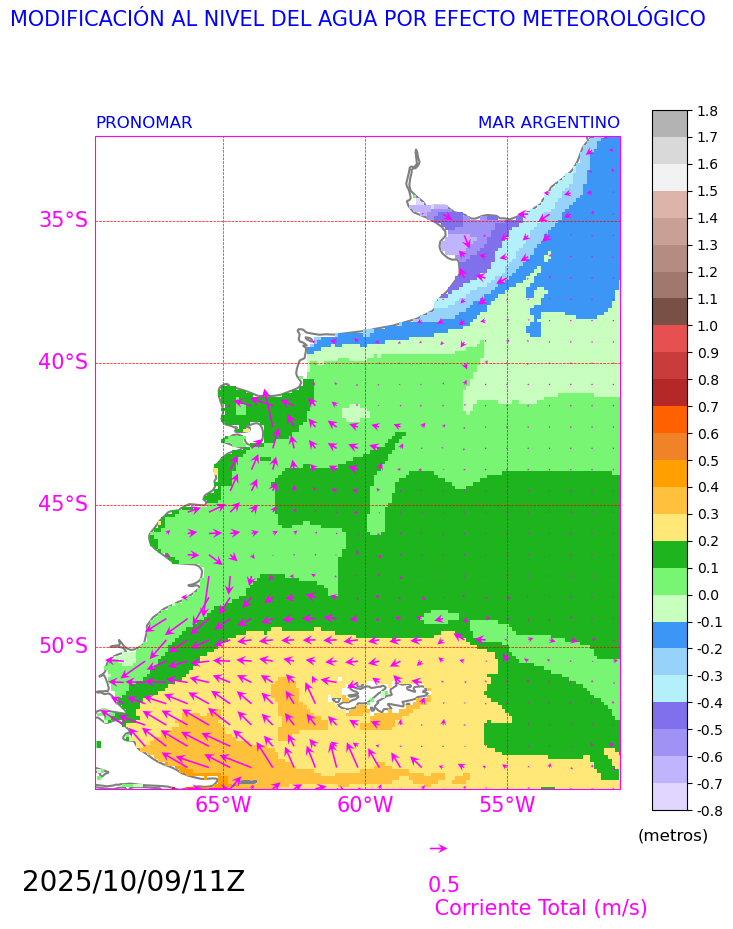 MODIFICACIÓN AL NIVEL DEL AGUA POR EFECTO METEOROLÓGICO
PRONOMAR
MAR ARGENTINO
35°S
40°S
45°S
50°S
65°W
60°W
55°W
1.8
1.7
1.6
1.5
1.4
1.3
1.2
1.1
1.0
0.9
0.8
0.7
0.6
0.5
0.4
0.3
0.2
0.1
0.0
-0.1
-0.2
-0.3
-0.4
-0.5
-0.6
-0.7
-0.8
(metros)
2025/10/09/11Z
0.5
Corriente Total (m/s)